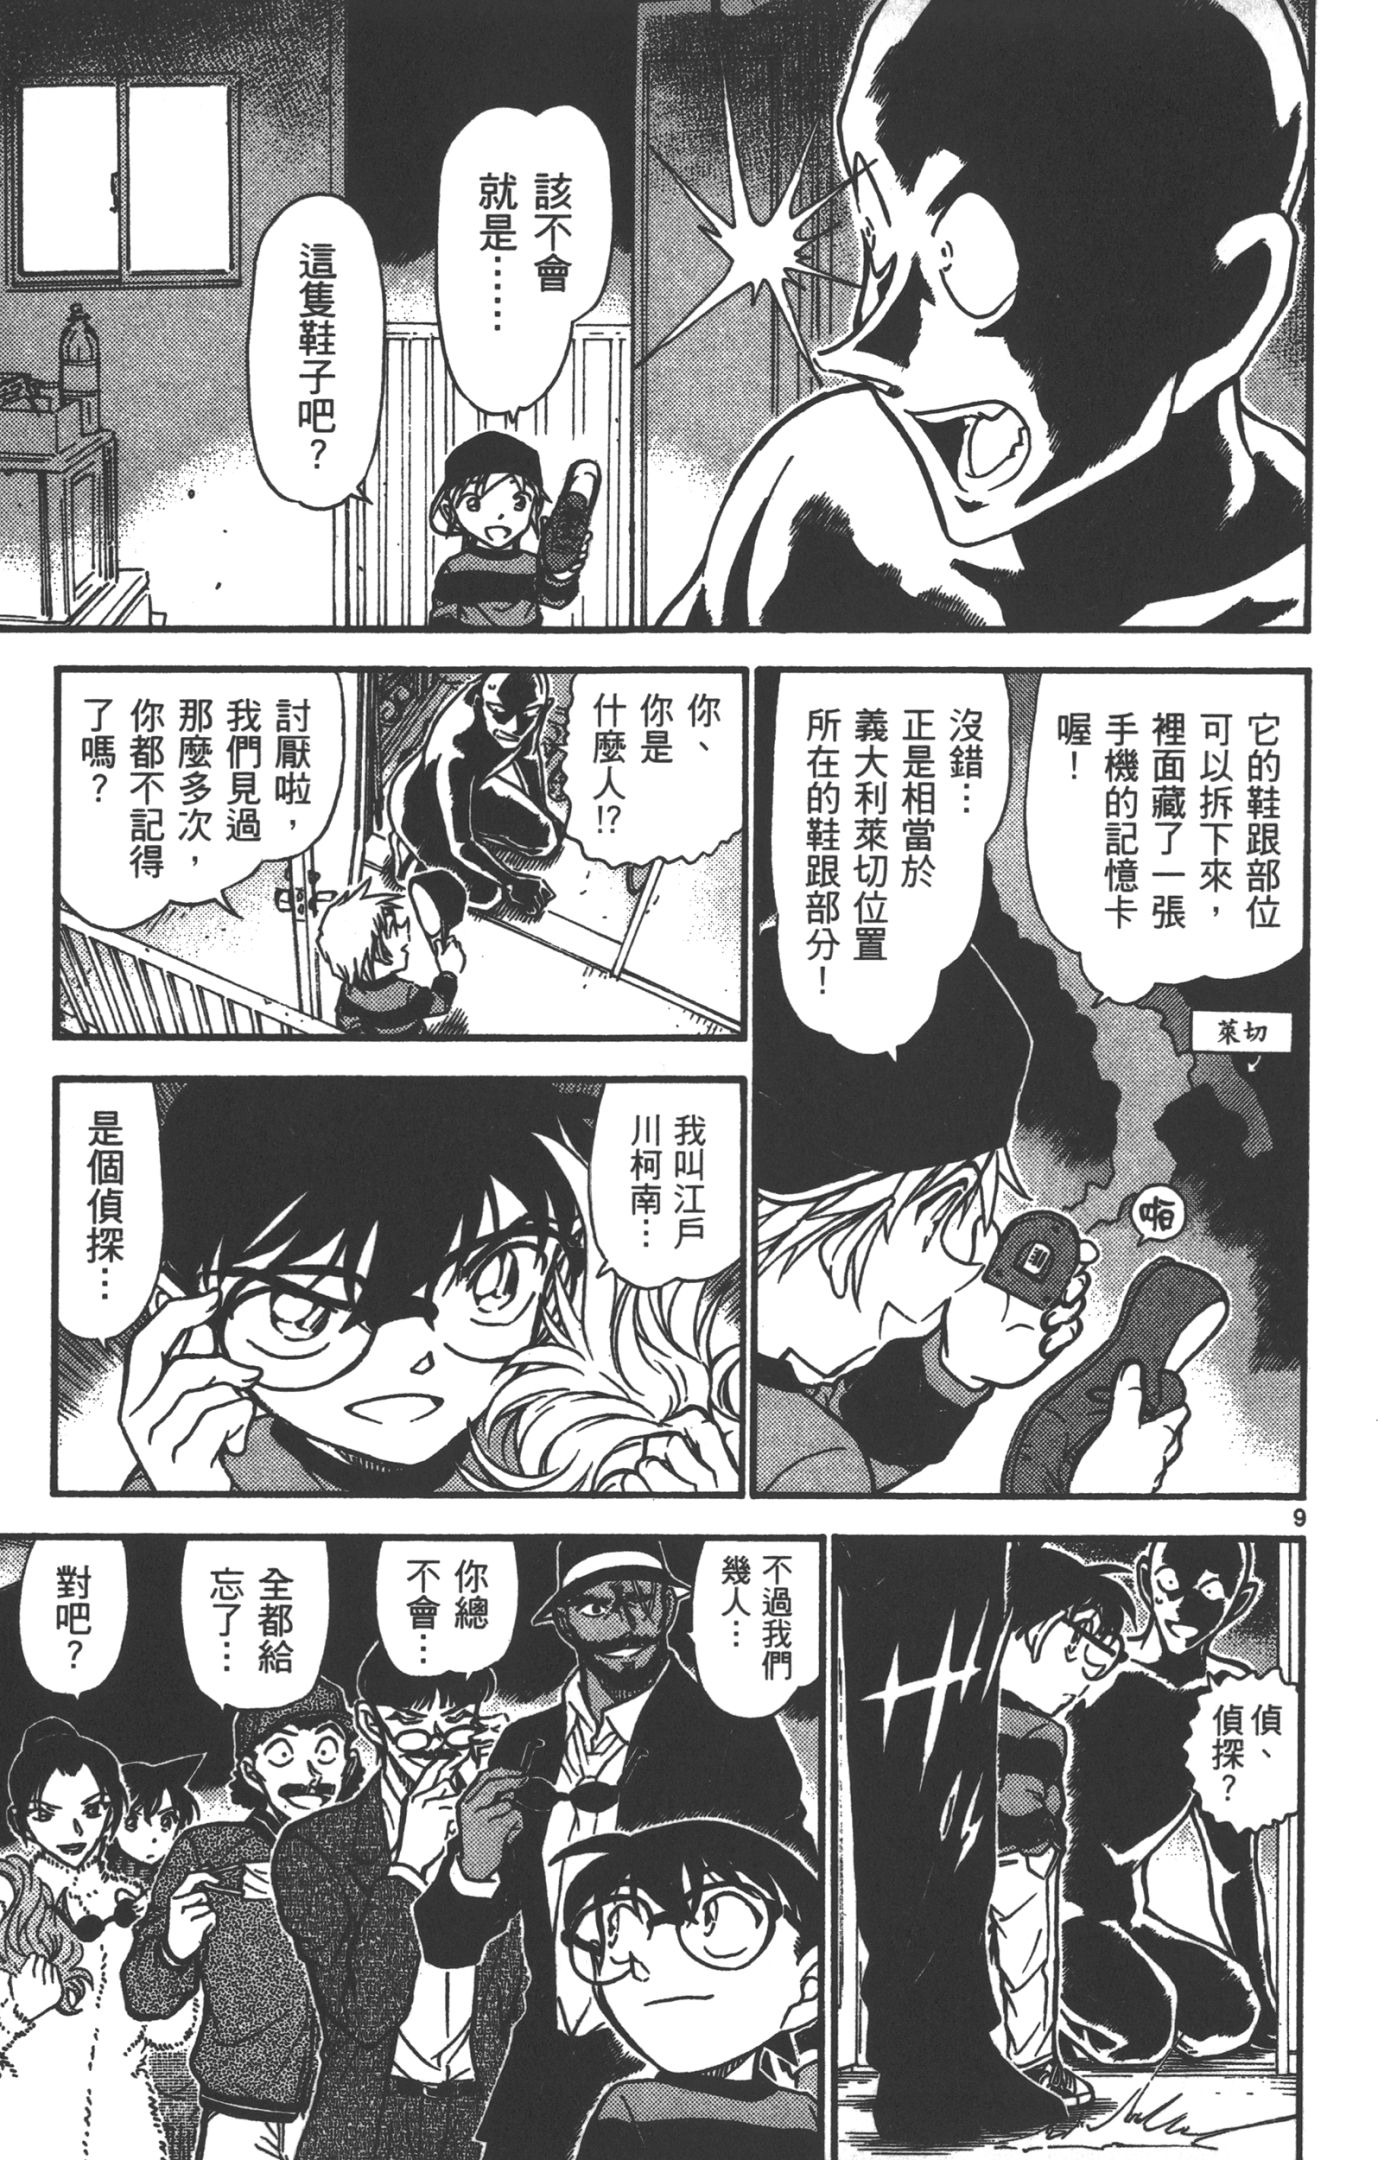 該不會
就是……
這隻鞋子吧？
它的鞋跟部位
可以拆下來，
裡面藏了一張
手機的記憶卡
喔！
沒錯…
正是相當於
義大利萊切位置
所在的鞋跟部分！
萊切
啪
你、
你是
什麼人!?
討厭啦，
我們見過
那麼多次，
你都不記得
了嗎？
我叫江戶
川柯南…
是個偵探…
9
偵、
偵探？
不過我們
幾人…
你總
不會…
全都給
忘了…
對吧？